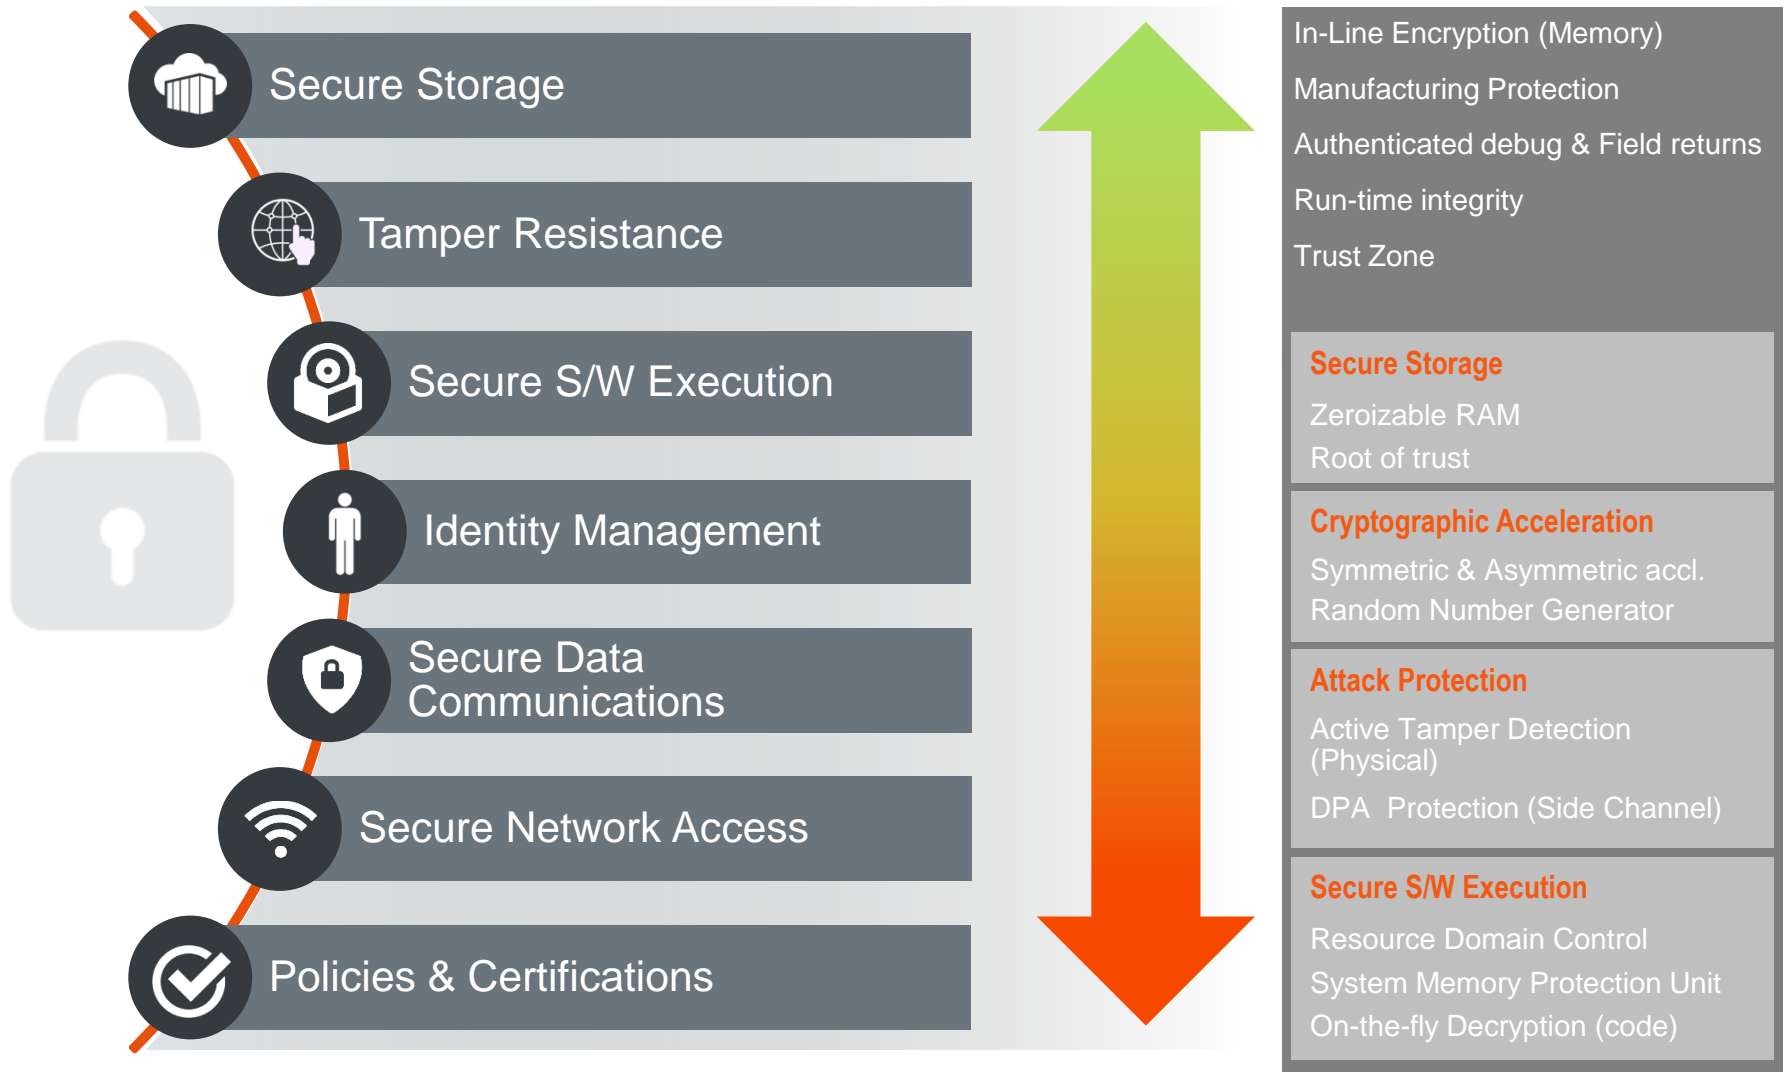 Secure Storage
Tamper Resistance
Secure S/W Execution
Identity Management
Secure Data
Communications
Secure Network Access
Policies & Certifications
In-Line Encryption (Memory)
Manufacturing Protection
Authenticated debug & Field returns
Run-time integrity
Trust Zone
Secure Storage
Zeroizable RAM
Root of trust
Cryptographic Acceleration
Symmetric & Asymmetric accl.
Random Number Generator
Attack Protection
Active Tamper Detection
(Physical)
DPA Protection (Side Channel)
Secure S/W Execution
Resource Domain Control
System Memory Protection Unit
On-the-fly Decryption (code)